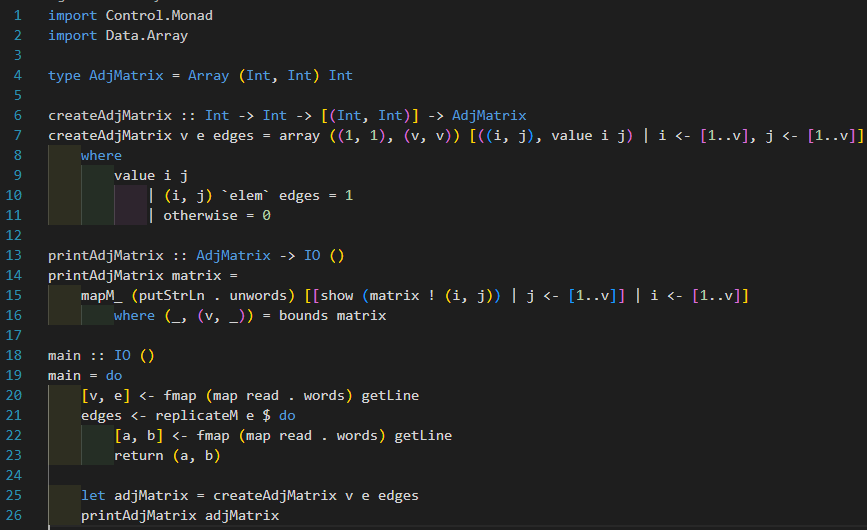 1 import Control.Monad
2 import Data.Array
3
4 type AdjMatrix = Array (Int, Int) Int
5
6 createAdjMatrix :: Int -> Int -> [(Int, Int)] -> AdjMatrix
7 createAdjMatrix v e edges = array ((1, 1), (v, v)) [((i, j), value i j) | i <- [1..v], j <- [1..v]]
8     where
9         value i j
10             | (i, j) `elem` edges = 1
11             | otherwise = 0
12
13 printAdjMatrix :: AdjMatrix -> IO ()
14 printAdjMatrix matrix =
15     mapM_ (putStrLn . unwords) [[show (matrix ! (i, j)) | j <- [1..v]] | i <- [1..v]]
16         where (_, (v, _)) = bounds matrix
17
18 main :: IO ()
19 main = do
20     [v, e] <- fmap (map read . words) getLine
21     edges <- replicateM e $ do
22         [a, b] <- fmap (map read . words) getLine
23         return (a, b)
24
25     let adjMatrix = createAdjMatrix v e edges
26     printAdjMatrix adjMatrix